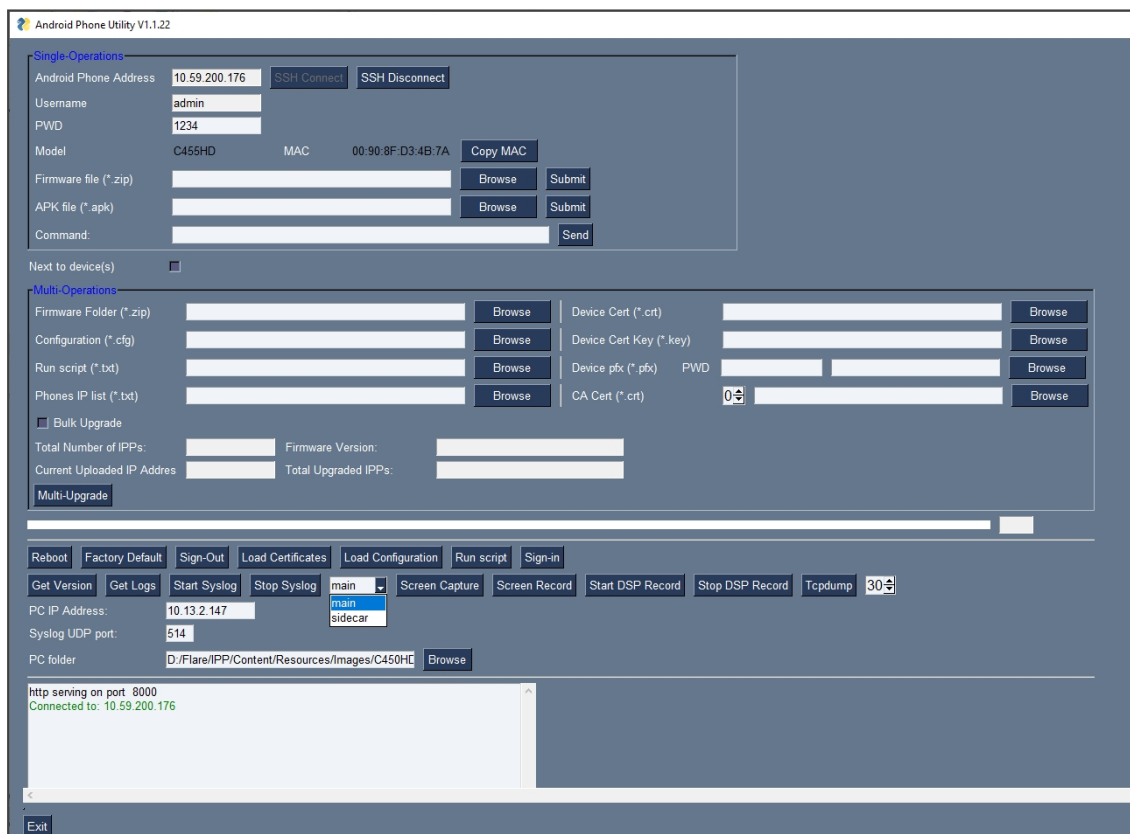 Android Phone Utility V1.1.22
Single-Operations
Android Phone Address 10.59.200.176 SSH Connect SSH Disconnect
Username admin
PWD 1234
Model C455HD MAC 00:90:8F:D3:4B:7A Copy MAC
Firmware file (*.zip) Browse Submit
APK file (*.apk) Browse Submit
Command: Send
Next to device(s)
Multi-Operations
Firmware Folder (*.zip) Browse Device Cert (*.crt) Browse
Configuration (*.cfg) Browse Device Cert Key (*.key) Browse
Run script (*.txt) Browse Device pfx (*.pfx) PWD Browse
Phones IP list (*.txt) Browse CA Cert (*.crt) 0 Browse
Bulk Upgrade
Total Number of IPPs: Firmware Version:
Current Uploaded IP Addres Total Upgraded IPPs:
Multi-Upgrade
Reboot Factory Default Sign-Out Load Certificates Load Configuration Run script Sign-in
Get Version Get Logs Start Syslog Stop Syslog main Screen Capture Screen Record Start DSP Record Stop DSP Record Tcpdump 30
main
sidecar
PC IP Address: 10.13.2.147
Syslog UDP port: 514
PC folder D:/Flare/IPP/Content/Resources/Images/C450HD Browse
http serving on port 8000
Connected to: 10.59.200.176
Exit